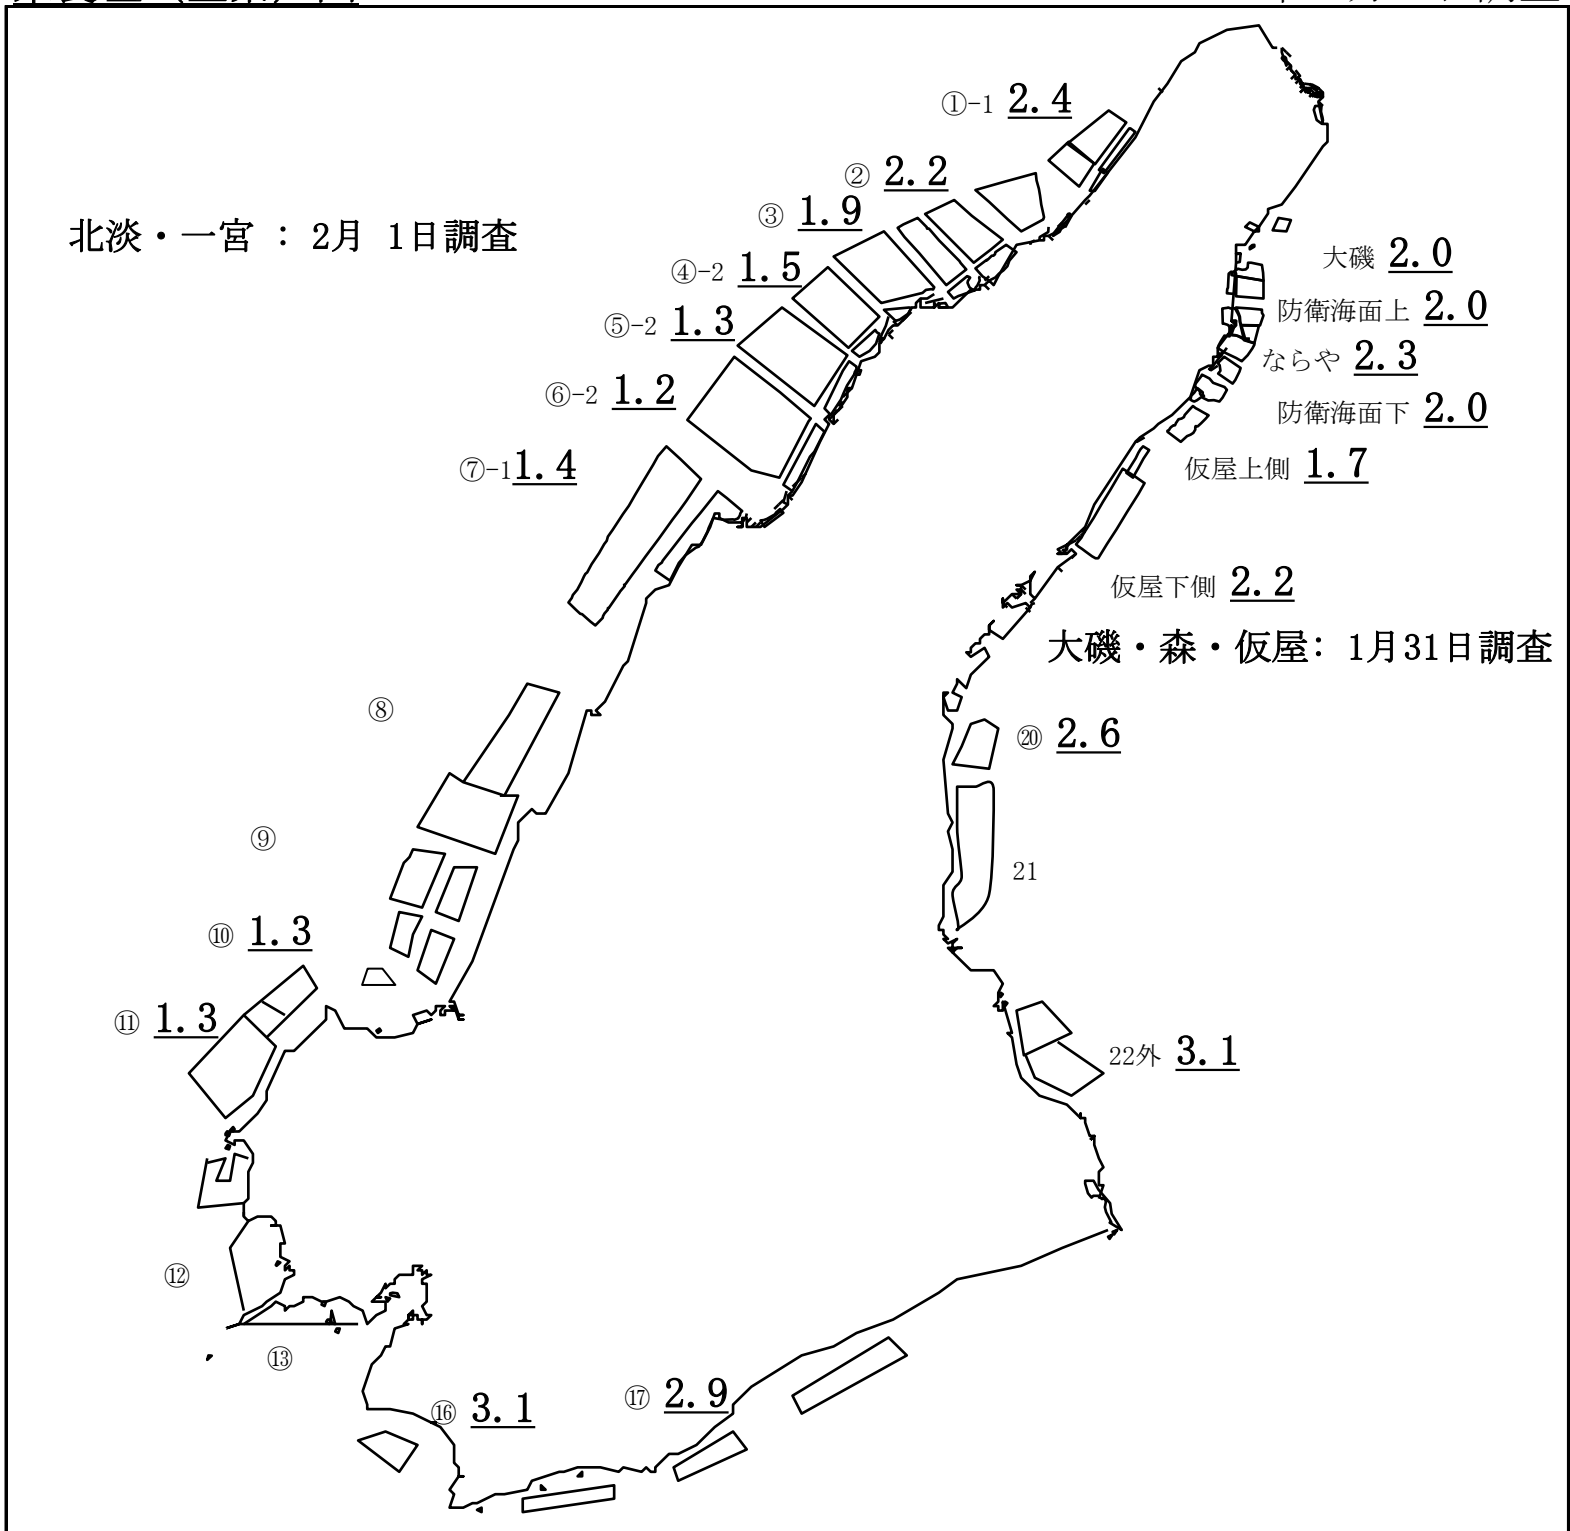 ①-1 2.4
② 2.2
③ 1.9
北淡・一宮 : 2月 1日調査
④-2 1.5
大磯 2.0
⑤-2 1.3
防衛海面上 2.0
ならや 2.3
⑥-2 1.2
防衛海面下 2.0
⑦-1 1.4
仮屋上側 1.7
仮屋下側 2.2
大磯・森・仮屋: 1月31日調査
⑧
⑳ 2.6
⑨
21
⑩ 1.3
⑪ 1.3
22外 3.1
⑫
⑬
⑯ 3.1
⑰ 2.9